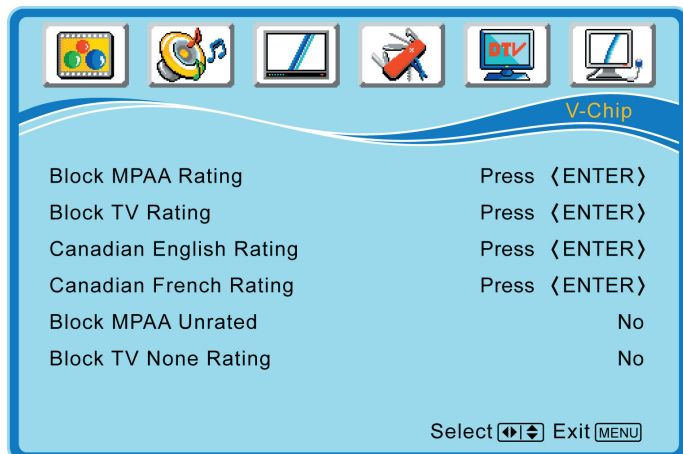 DTV
V-Chip
Block MPAA Rating Press ⟨ENTER⟩
Block TV Rating Press ⟨ENTER⟩
Canadian English Rating Press ⟨ENTER⟩
Canadian French Rating Press ⟨ENTER⟩
Block MPAA Unrated No
Block TV None Rating No
Select Exit MENU